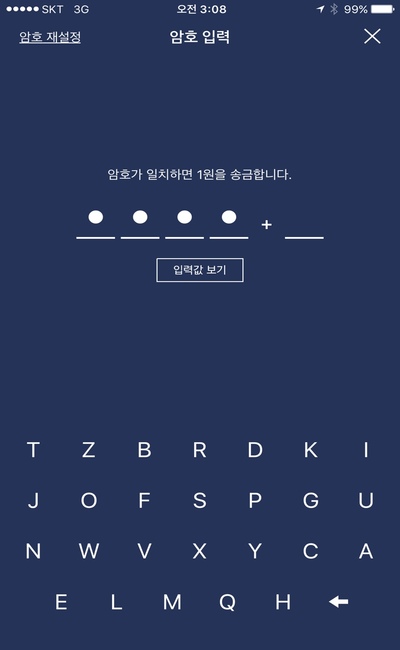 SKT 3G 오전 3:08 99%
암호 재설정 암호 입력
암호가 일치하면 1원을 송금합니다.
+
입력값 보기
T Z B R D K I
J O F S P G U
N W V X Y C A
E L M Q H